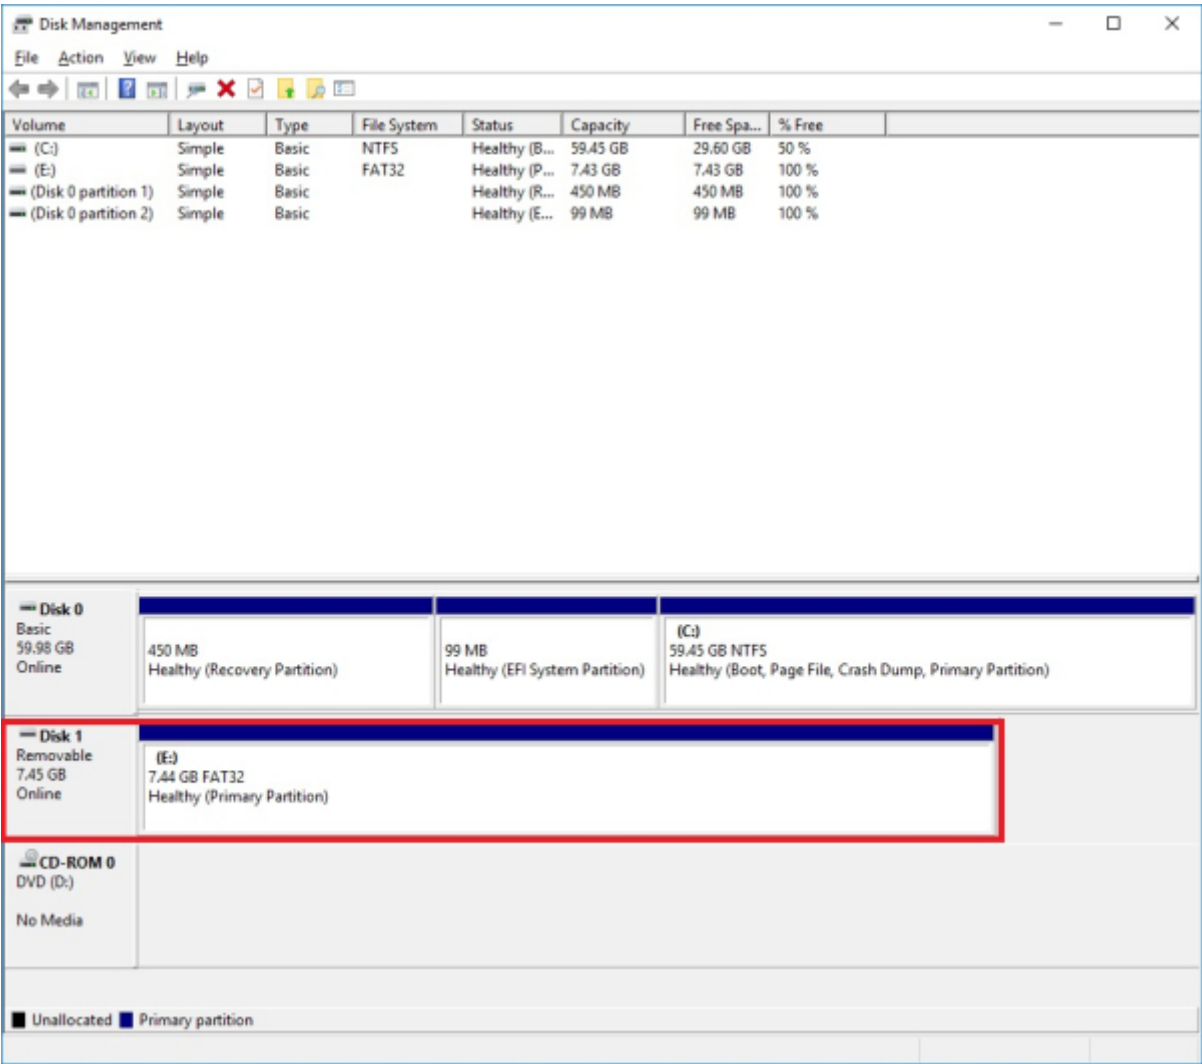 Disk Management
File Action View Help
Volume Layout Type File System Status Capacity Free Spa... % Free
(C:) Simple Basic NTFS Healthy (B... 59.45 GB 29.60 GB 50 %
(E:) Simple Basic FAT32 Healthy (P... 7.43 GB 7.43 GB 100 %
(Disk 0 partition 1) Simple Basic Healthy (R... 450 MB 450 MB 100 %
(Disk 0 partition 2) Simple Basic Healthy (E... 99 MB 99 MB 100 %
Disk 0
Basic
59.98 GB
Online
450 MB
Healthy (Recovery Partition)
99 MB
Healthy (EFI System Partition)
(C:)
59.45 GB NTFS
Healthy (Boot, Page File, Crash Dump, Primary Partition)
Disk 1
Removable
7.45 GB
Online
(E:)
7.44 GB FAT32
Healthy (Primary Partition)
CD-ROM 0
DVD (D:)
No Media
Unallocated Primary partition